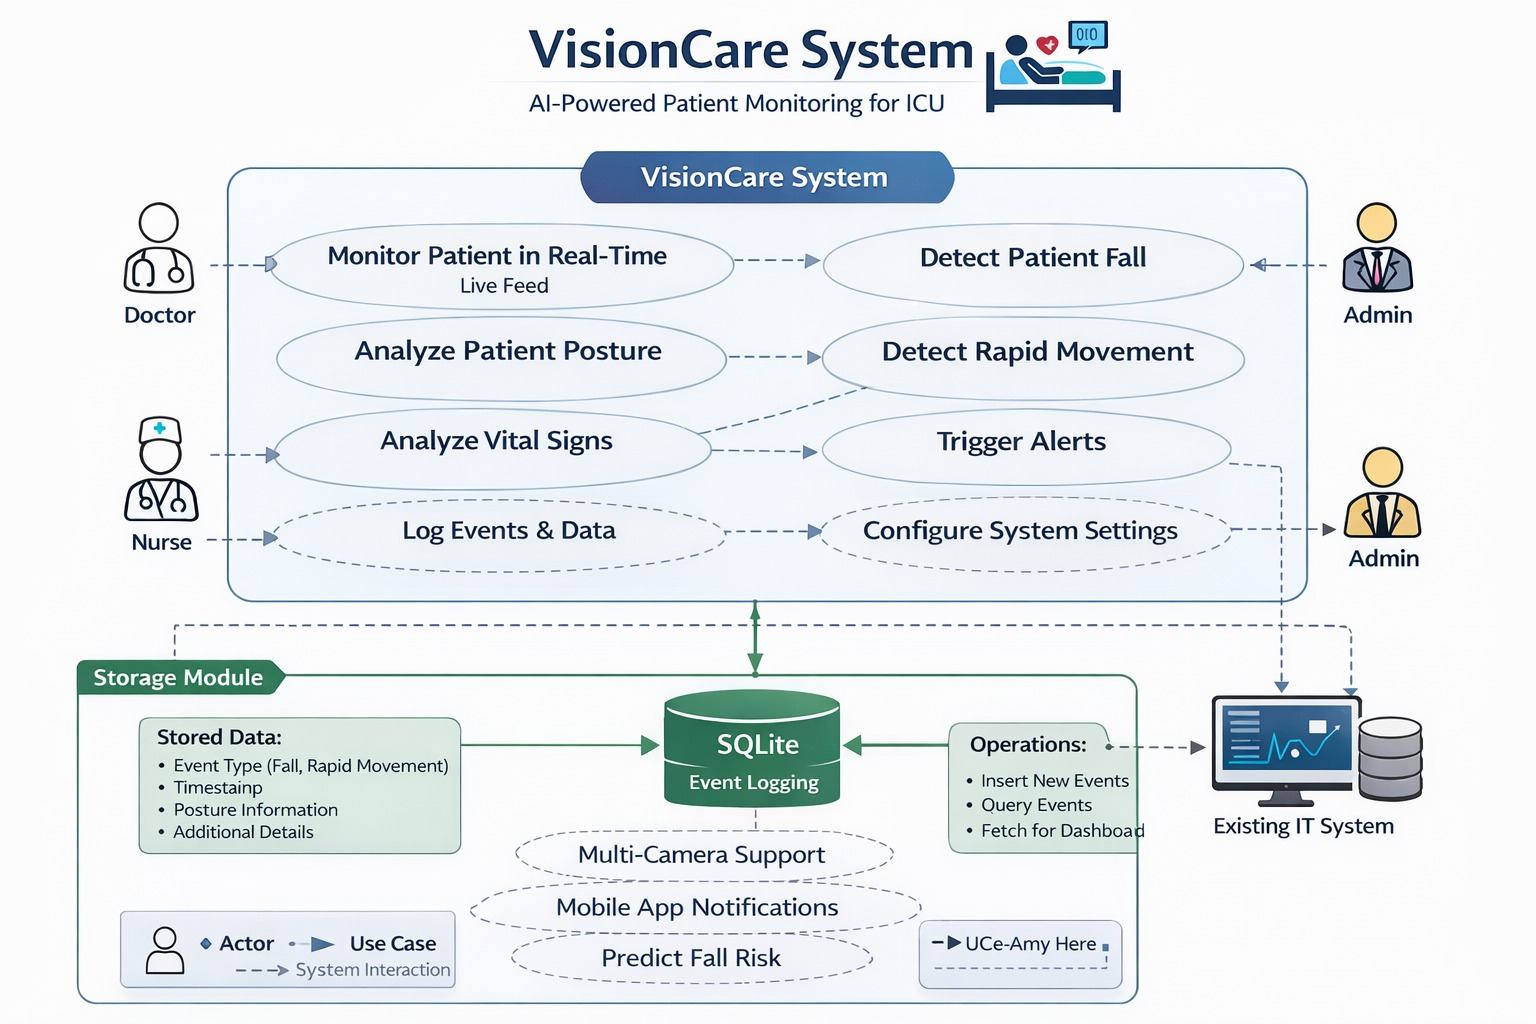 VisionCare System
010
AI-Powered Patient Monitoring for ICU
VisionCare System
Monitor Patient in Real-Time
Live Feed
Detect Patient Fall
Doctor
Admin
Analyze Patient Posture
Detect Rapid Movement
Analyze Vital Signs
Trigger Alerts
Nurse
Log Events & Data
Configure System Settings
Admin
Storage Module
Stored Data:
• Event Type (Fall, Rapid Movement)
• Timestainp
• Posture Information
• Additional Details
SQLite
Event Logging
Operations:
• Insert New Events
• Query Events
• Fetch for Dashboad
Existing IT System
Multi-Camera Support
Mobile App Notifications
Predict Fall Risk
Actor
Use Case
System Interaction
UCe-Amy Here